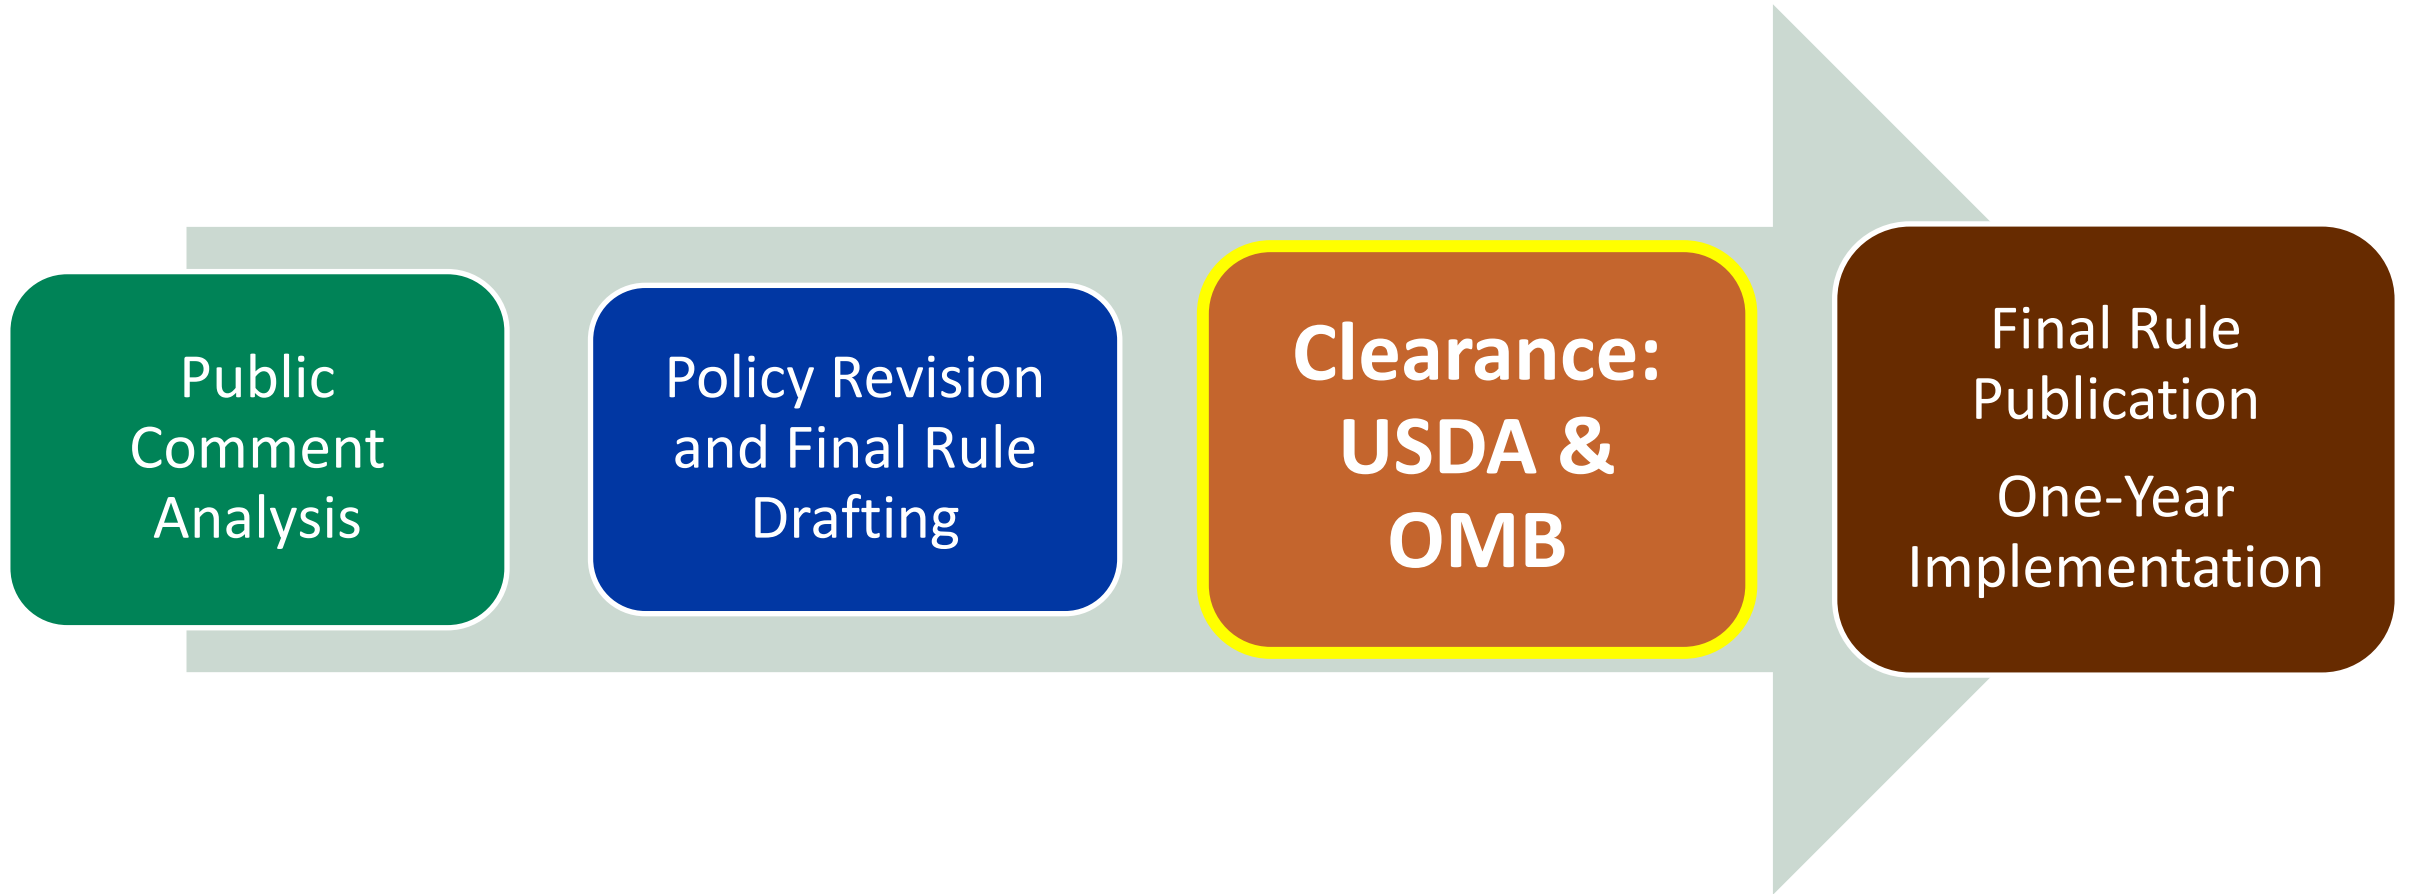 Public
Comment
Analysis
Policy Revision
and Final Rule
Drafting
Clearance:
USDA &
OMB
Final Rule
Publication
One-Year
Implementation